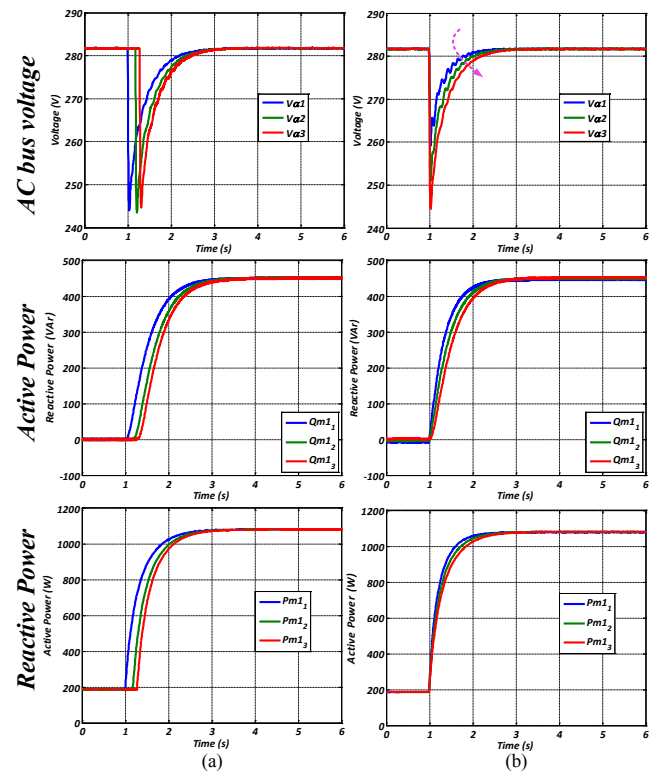 AC bus voltage
Voltage (V)
290
280
270
260
250
240
230
Vα1
Vα2
Vα3
0 1 2 3 4 5 6
Time (s)
Voltage (V)
290
280
270
260
250
240
230
Vα1
Vα2
Vα3
0 1 2 3 4 5 6
Time (s)
Active Power
Reactive Power (VAr)
500
400
300
200
100
0
-100
Qm1₁
Qm1₂
Qm1₃
0 1 2 3 4 5 6
Time (s)
Reactive Power (VAr)
500
400
300
200
100
0
-100
Qm1₁
Qm1₂
Qm1₃
0 1 2 3 4 5 6
Time (s)
Reactive Power
Active Power (W)
1200
1000
800
600
400
200
0
Pm1₁
Pm1₂
Pm1₃
0 1 2 3 4 5 6
Time (s)
(a)
Active Power (W)
1200
1000
800
600
400
200
0
Pm1₁
Pm1₂
Pm1₃
0 1 2 3 4 5 6
Time (s)
(b)